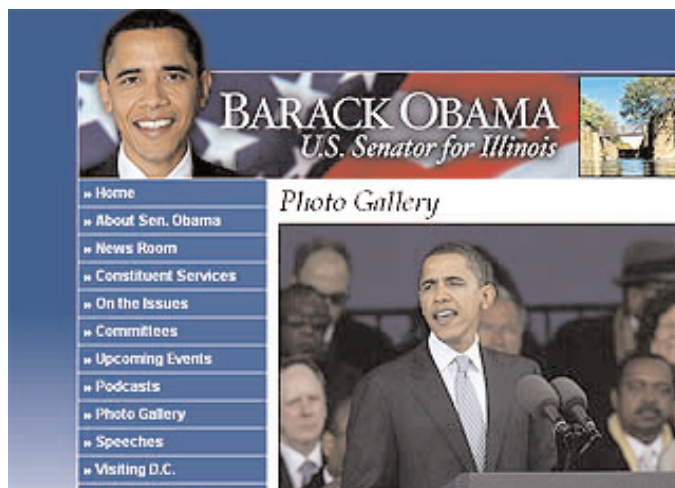 BARACK OBAMA
U.S. Senator for Illinois
» Home
» About Sen. Obama
» News Room
» Constituent Services
» On the Issues
» Committees
» Upcoming Events
» Podcasts
» Photo Gallery
» Speeches
» Visiting D.C.
Photo Gallery